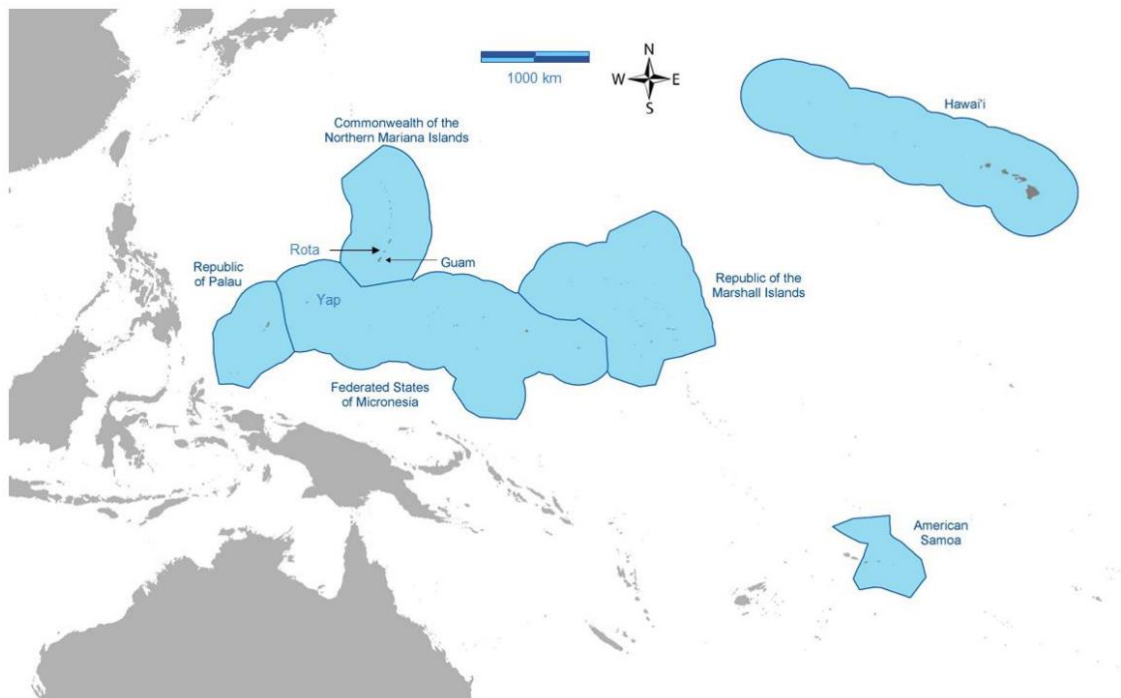 1000 km
N
W
E
S
Hawai'i
Commonwealth of the
Northern Mariana Islands
Rota
Guam
Republic
of Palau
Yap
Republic of the
Marshall Islands
Federated States
of Micronesia
American
Samoa